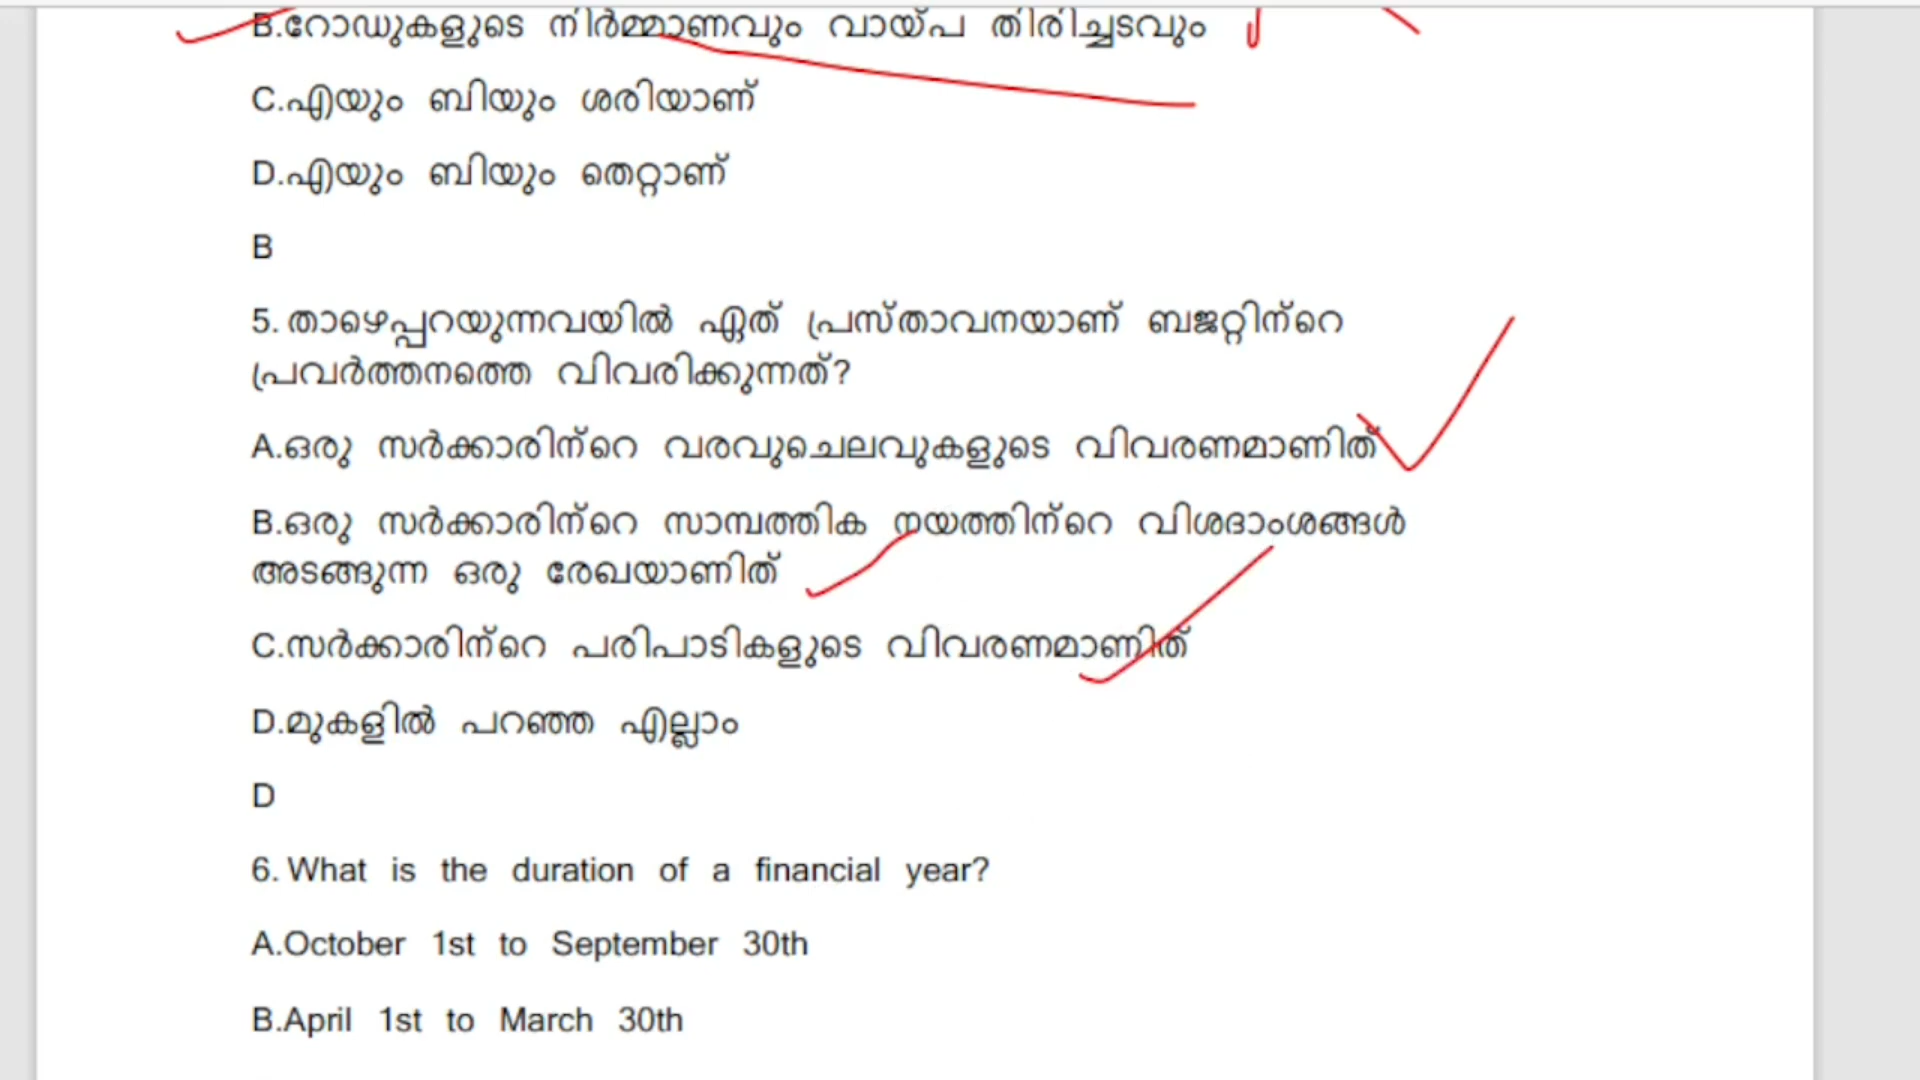 B.റോഡുകളുടെ നിർമ്മാണവും വായ്പ തിരിച്ചടവും
C.എയും ബിയും ശരിയാണ്
D.എയും ബിയും തെറ്റാണ്
B
5. താഴെപ്പറയുന്നവയിൽ ഏത് പ്രസ്താവനയാണ് ബജറ്റിന്റെ
പ്രവർത്തനത്തെ വിവരിക്കുന്നത്?
A.ഒരു സർക്കാരിന്റെ വരവുചെലവുകളുടെ വിവരണമാണിത്
B.ഒരു സർക്കാരിന്റെ സാമ്പത്തിക നയത്തിന്റെ വിശദാംശങ്ങൾ
അടങ്ങുന്ന ഒരു രേഖയാണിത്
C.സർക്കാരിന്റെ പരിപാടികളുടെ വിവരണമാണിത്
D.മുകളിൽ പറഞ്ഞ എല്ലാം
D
6. What is the duration of a financial year?
A.October 1st to September 30th
B.April 1st to March 30th